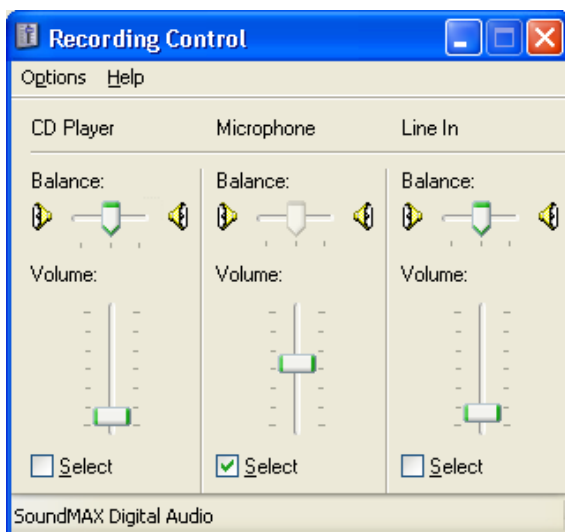 Recording Control
Options Help
CD Player Microphone Line In
Balance: Balance: Balance:
Volume: Volume: Volume:
Select Select Select
SoundMAX Digital Audio